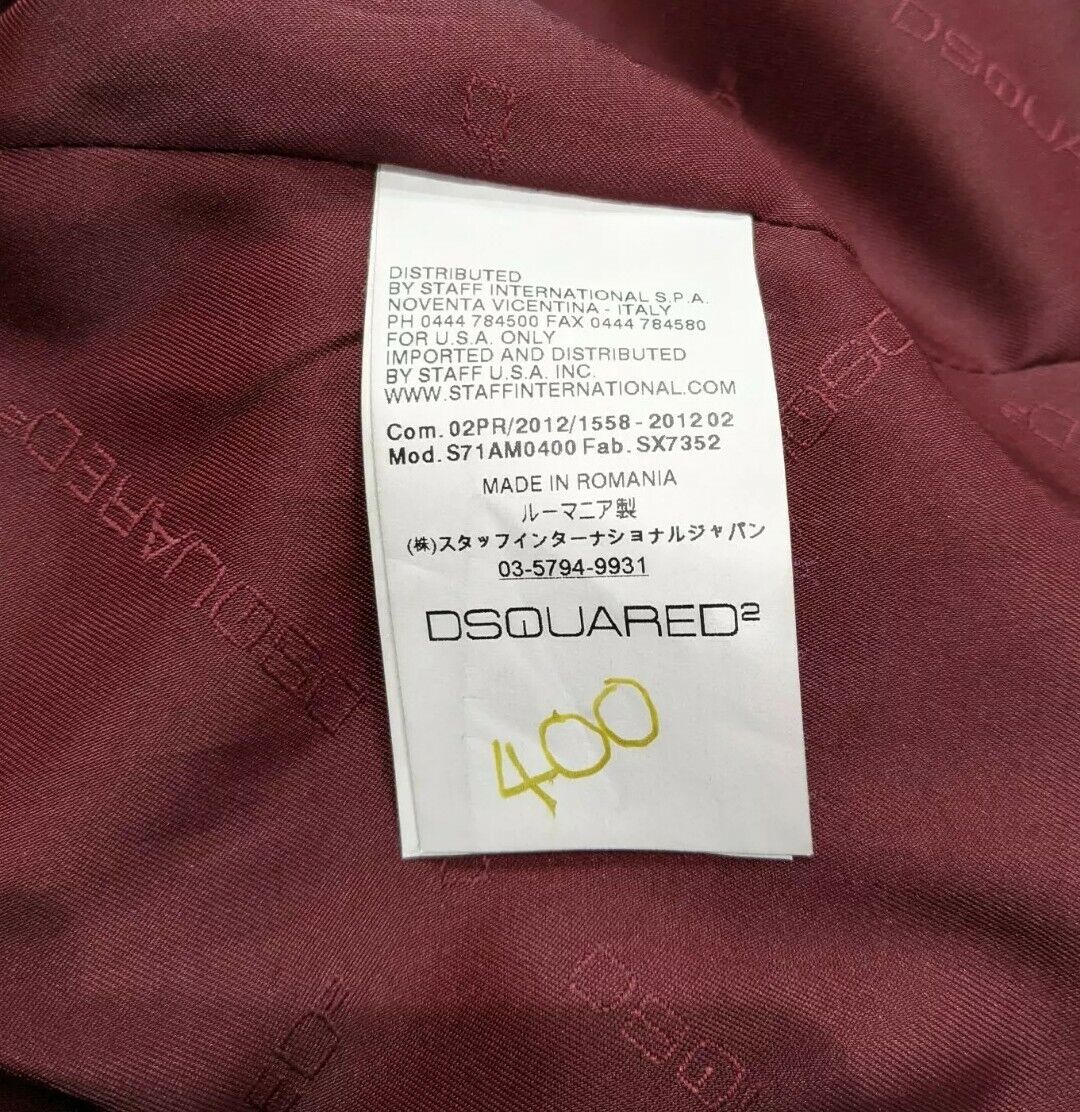 DISTRIBUTED
BY STAFF INTERNATIONAL S.P.A.
NOVENTA VICENTINA - ITALY
PH 0444 784500 FAX 0444 784580
FOR U.S.A. ONLY
IMPORTED AND DISTRIBUTED
BY STAFF U.S.A. INC.
WWW.STAFFINTERNATIONAL.COM
Com. 02PR/2012/1558 - 2012 02
Mod. S71AM0400 Fab. SX7352
MADE IN ROMANIA
ルーマニア製
(株)スタッフインターナショナルジャパン
03-5794-9931
DSQUARED²
400
DSQUARED²